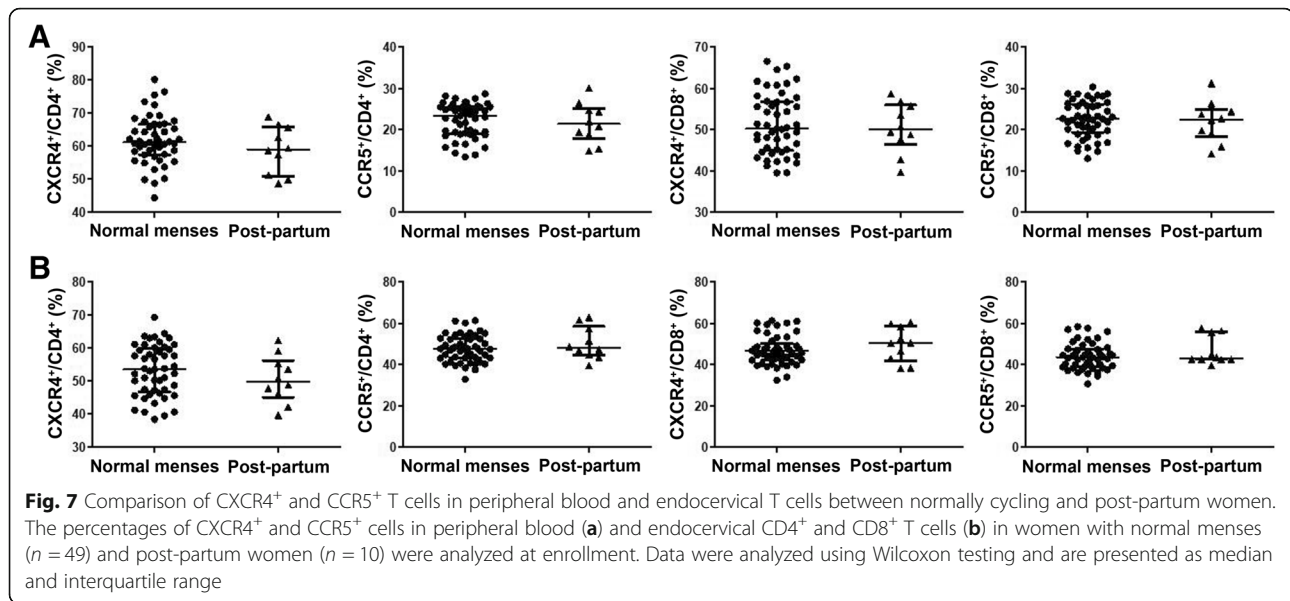 A
CXCR4⁺/CD4⁺ (%)
90
80
70
60
50
40
Normal menses Post-partum
CCR5⁺/CD4⁺ (%)
40
30
20
10
0
Normal menses Post-partum
CXCR4⁺/CD8⁺ (%)
70
60
50
40
30
Normal menses Post-partum
CCR5⁺/CD8⁺ (%)
40
30
20
10
0
Normal menses Post-partum
B
CXCR4⁺/CD4⁺ (%)
80
70
60
50
40
30
Normal menses Post-partum
CCR5⁺/CD4⁺ (%)
80
60
40
20
0
Normal menses Post-partum
CXCR4⁺/CD8⁺ (%)
80
60
40
20
0
Normal menses Post-partum
CCR5⁺/CD8⁺ (%)
80
60
40
20
0
Normal menses Post-partum
Fig. 7 Comparison of CXCR4⁺ and CCR5⁺ T cells in peripheral blood and endocervical T cells between normally cycling and post-partum women.
The percentages of CXCR4⁺ and CCR5⁺ cells in peripheral blood (a) and endocervical CD4⁺ and CD8⁺ T cells (b) in women with normal menses
(n = 49) and post-partum women (n = 10) were analyzed at enrollment. Data were analyzed using Wilcoxon testing and are presented as median
and interquartile range